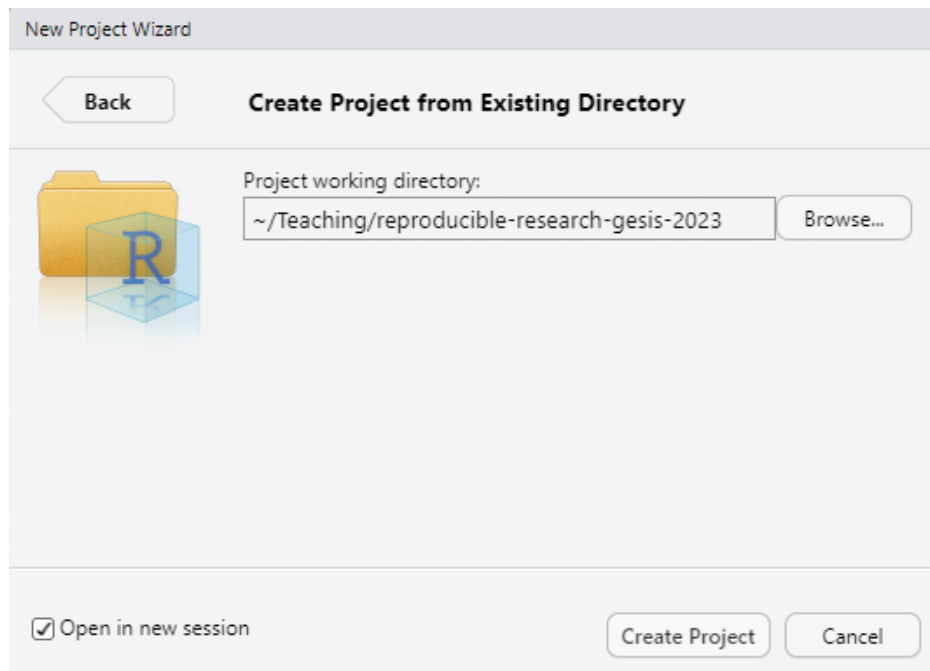 New Project Wizard
Back
Create Project from Existing Directory
Project working directory:
~/Teaching/reproducible-research-gesis-2023
Browse...
R
Open in new session
Create Project
Cancel